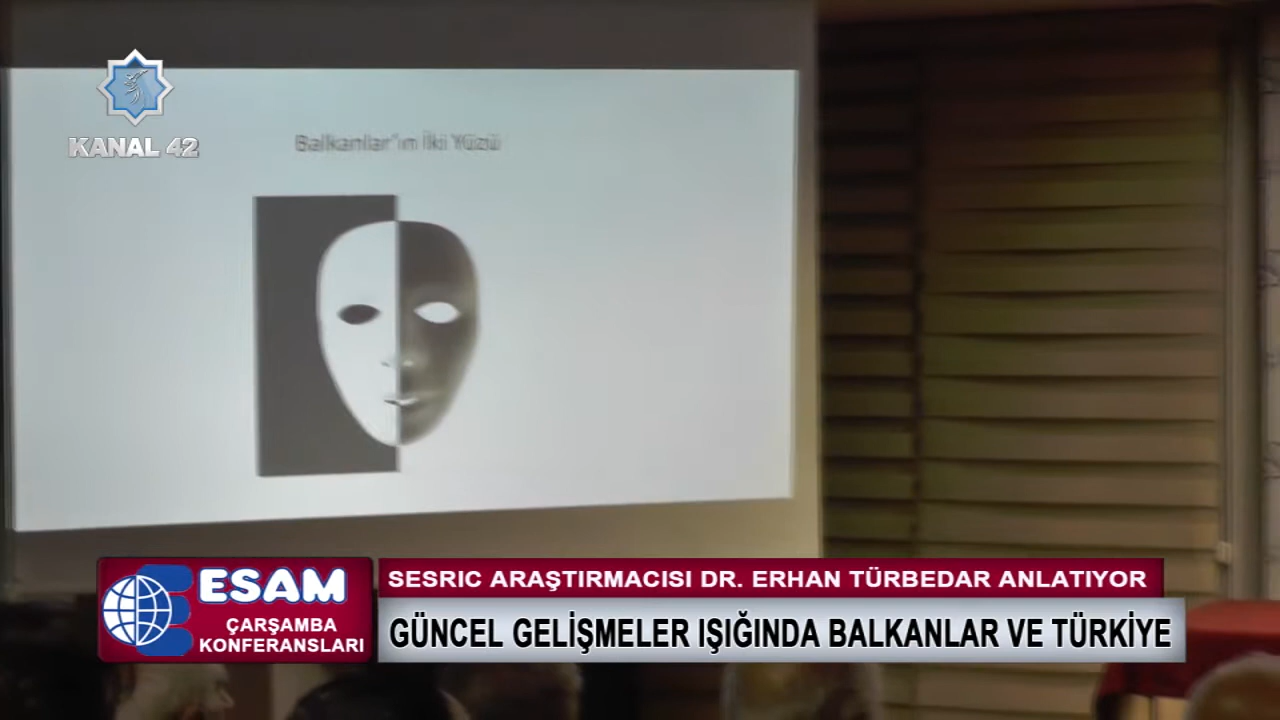 KANAL 42
Balkanlar'ın İki Yüzü
ESAM
ÇARŞAMBA
KONFERANSLARI
SESRIC ARAŞTIRMACISI DR. ERHAN TÜRBEDAR ANLATIYOR
GÜNCEL GELİŞMELER IŞIĞINDA BALKANLAR VE TÜRKİYE